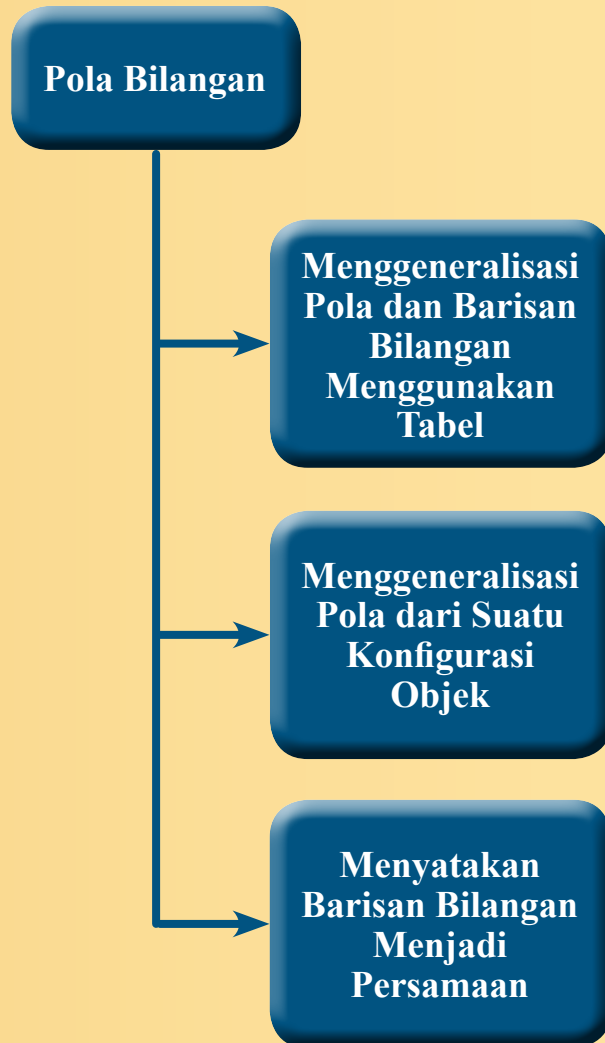 Pola Bilangan
Menggeneralisasi
Pola dan Barisan
Bilangan
Menggunakan
Tabel
Menggeneralisasi
Pola dari Suatu
Konfigurasi
Objek
Menyatakan
Barisan Bilangan
Menjadi
Persamaan